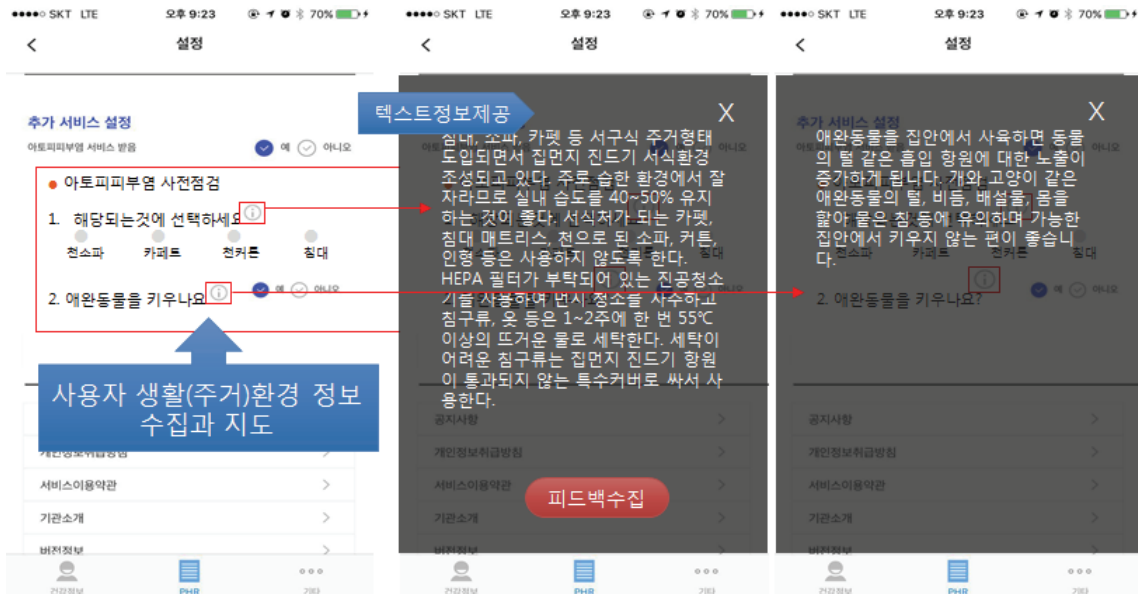 ●●●●○ SKT LTE 오후 9:23 70%
설정
추가 서비스 설정
아토피피부염 서비스 받음 예 아니오
● 아토피피부염 사전점검
1. 해당되는것에 선택하세요
천소파 카페트 천커튼 침대
2. 애완동물을 키우나요
예 아니오
사용자 생활(주거)환경 정보
수집과 지도
개인정보취급방침
서비스이용약관
기관소개
버전정보
건강정보 PHR 기타
●●●●○ SKT LTE 오후 9:23 70%
설정
텍스트정보제공
X
침대, 소파, 카펫 등 서구식 주거형태
도입되면서 집먼지 진드기 서식환경
조성되고 있다. 주로 습한 환경에서 잘
자라므로 실내 습도를 40~50% 유지
하는 것이 좋다. 서식처가 되는 카펫,
침대 매트리스, 천으로 된 소파, 커튼,
인형 등은 사용하지 않도록 한다.
HEPA 필터가 부탁되어 있는 진공청소
기를 사용하여 먼지 청소를 자주하고
침구류, 옷 등은 1~2주에 한 번 55℃
이상의 뜨거운 물로 세탁한다. 세탁이
어려운 침구류는 집먼지 진드기 항원
이 통과되지 않는 특수커버로 싸서 사
용한다.
공지사항
개인정보취급방침
서비스이용약관
피드백수집
기관소개
버전정보
건강정보 PHR 기타
●●●●○ SKT LTE 오후 9:23 70%
설정
X
추가 서비스 설정
애완동물을 집안에서 사육하면 동물
의 털 같은 흡입 항원에 대한 노출이
증가하게 됩니다. 개와 고양이 같은
애완동물의 털, 비듬, 배설물, 몸을
핥아 묻은 침 등에 유의하며 가능한
집안에서 키우지 않는 편이 좋습니
다.
천소파 카페트 천커튼 침대
2. 애완동물을 키우나요?
예 아니오
공지사항
개인정보취급방침
서비스이용약관
기관소개
버전정보
건강정보 PHR 기타